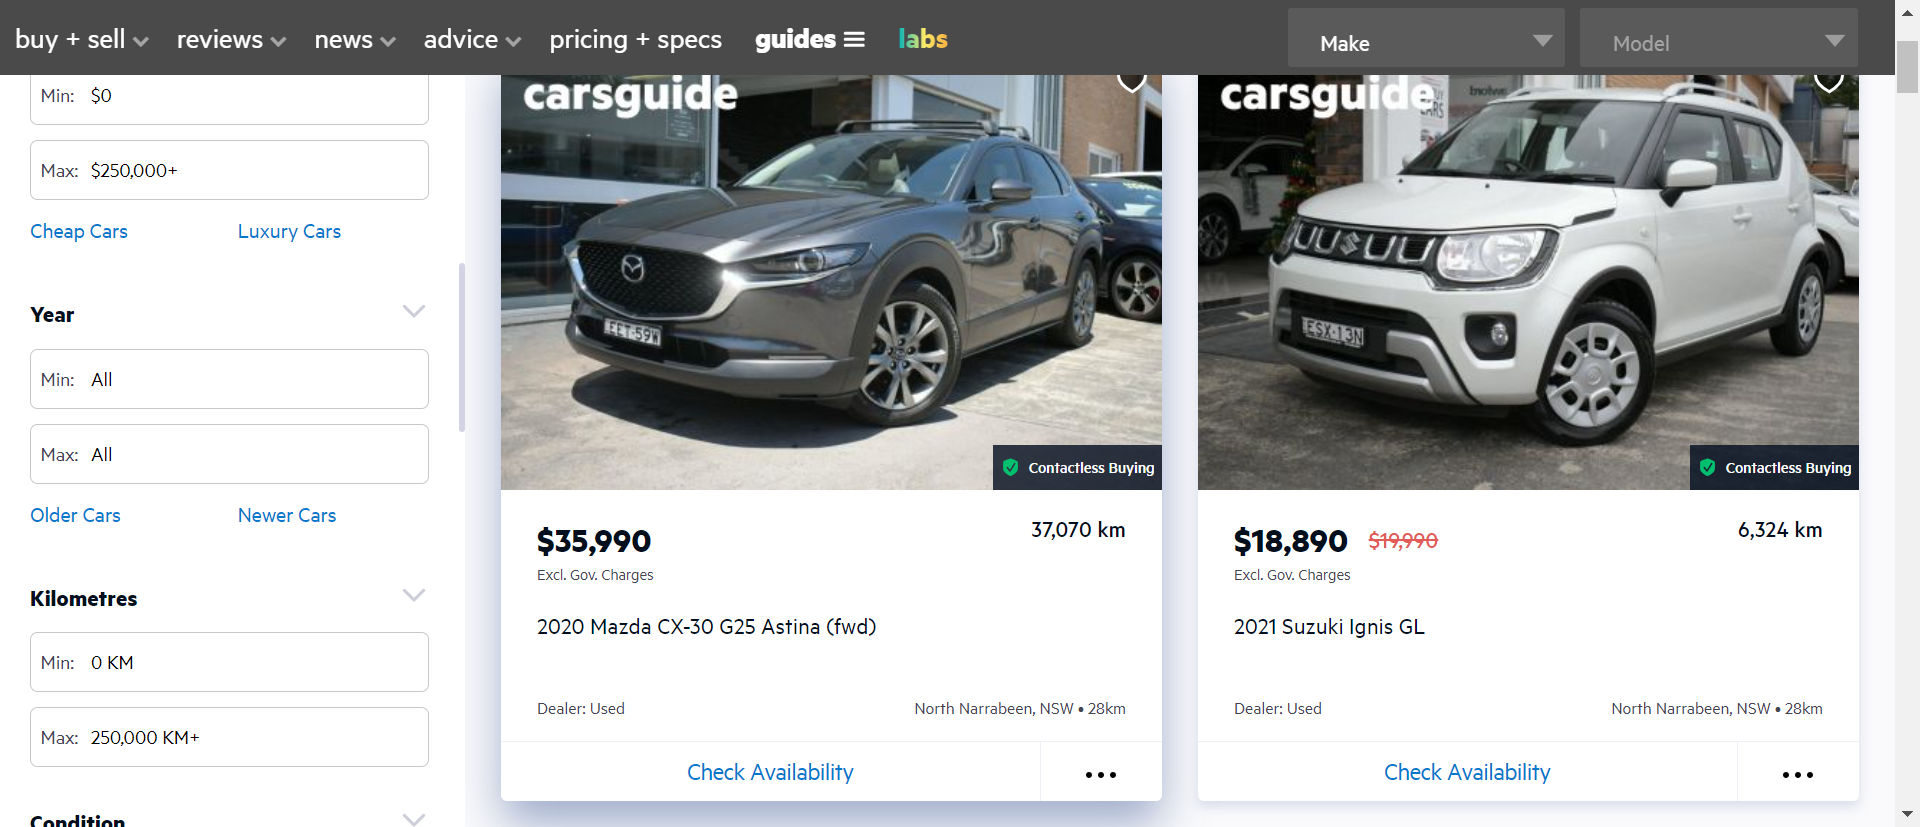 buy + sell
reviews
news
advice
pricing + specs
guides
labs
Make
Model
Min: $0
Max: $250,000+
Cheap Cars
Luxury Cars
Year
Min: All
Max: All
Older Cars
Newer Cars
Kilometres
Min: 0 KM
Max: 250,000 KM+
Condition
carsguide
EET-59W
Contactless Buying
$35,990
37,070 km
Excl. Gov. Charges
2020 Mazda CX-30 G25 Astina (fwd)
Dealer: Used
North Narrabeen, NSW • 28km
Check Availability
carsguide
ESX-13N
Contactless Buying
$18,890 $19,990
6,324 km
Excl. Gov. Charges
2021 Suzuki Ignis GL
Dealer: Used
North Narrabeen, NSW • 28km
Check Availability